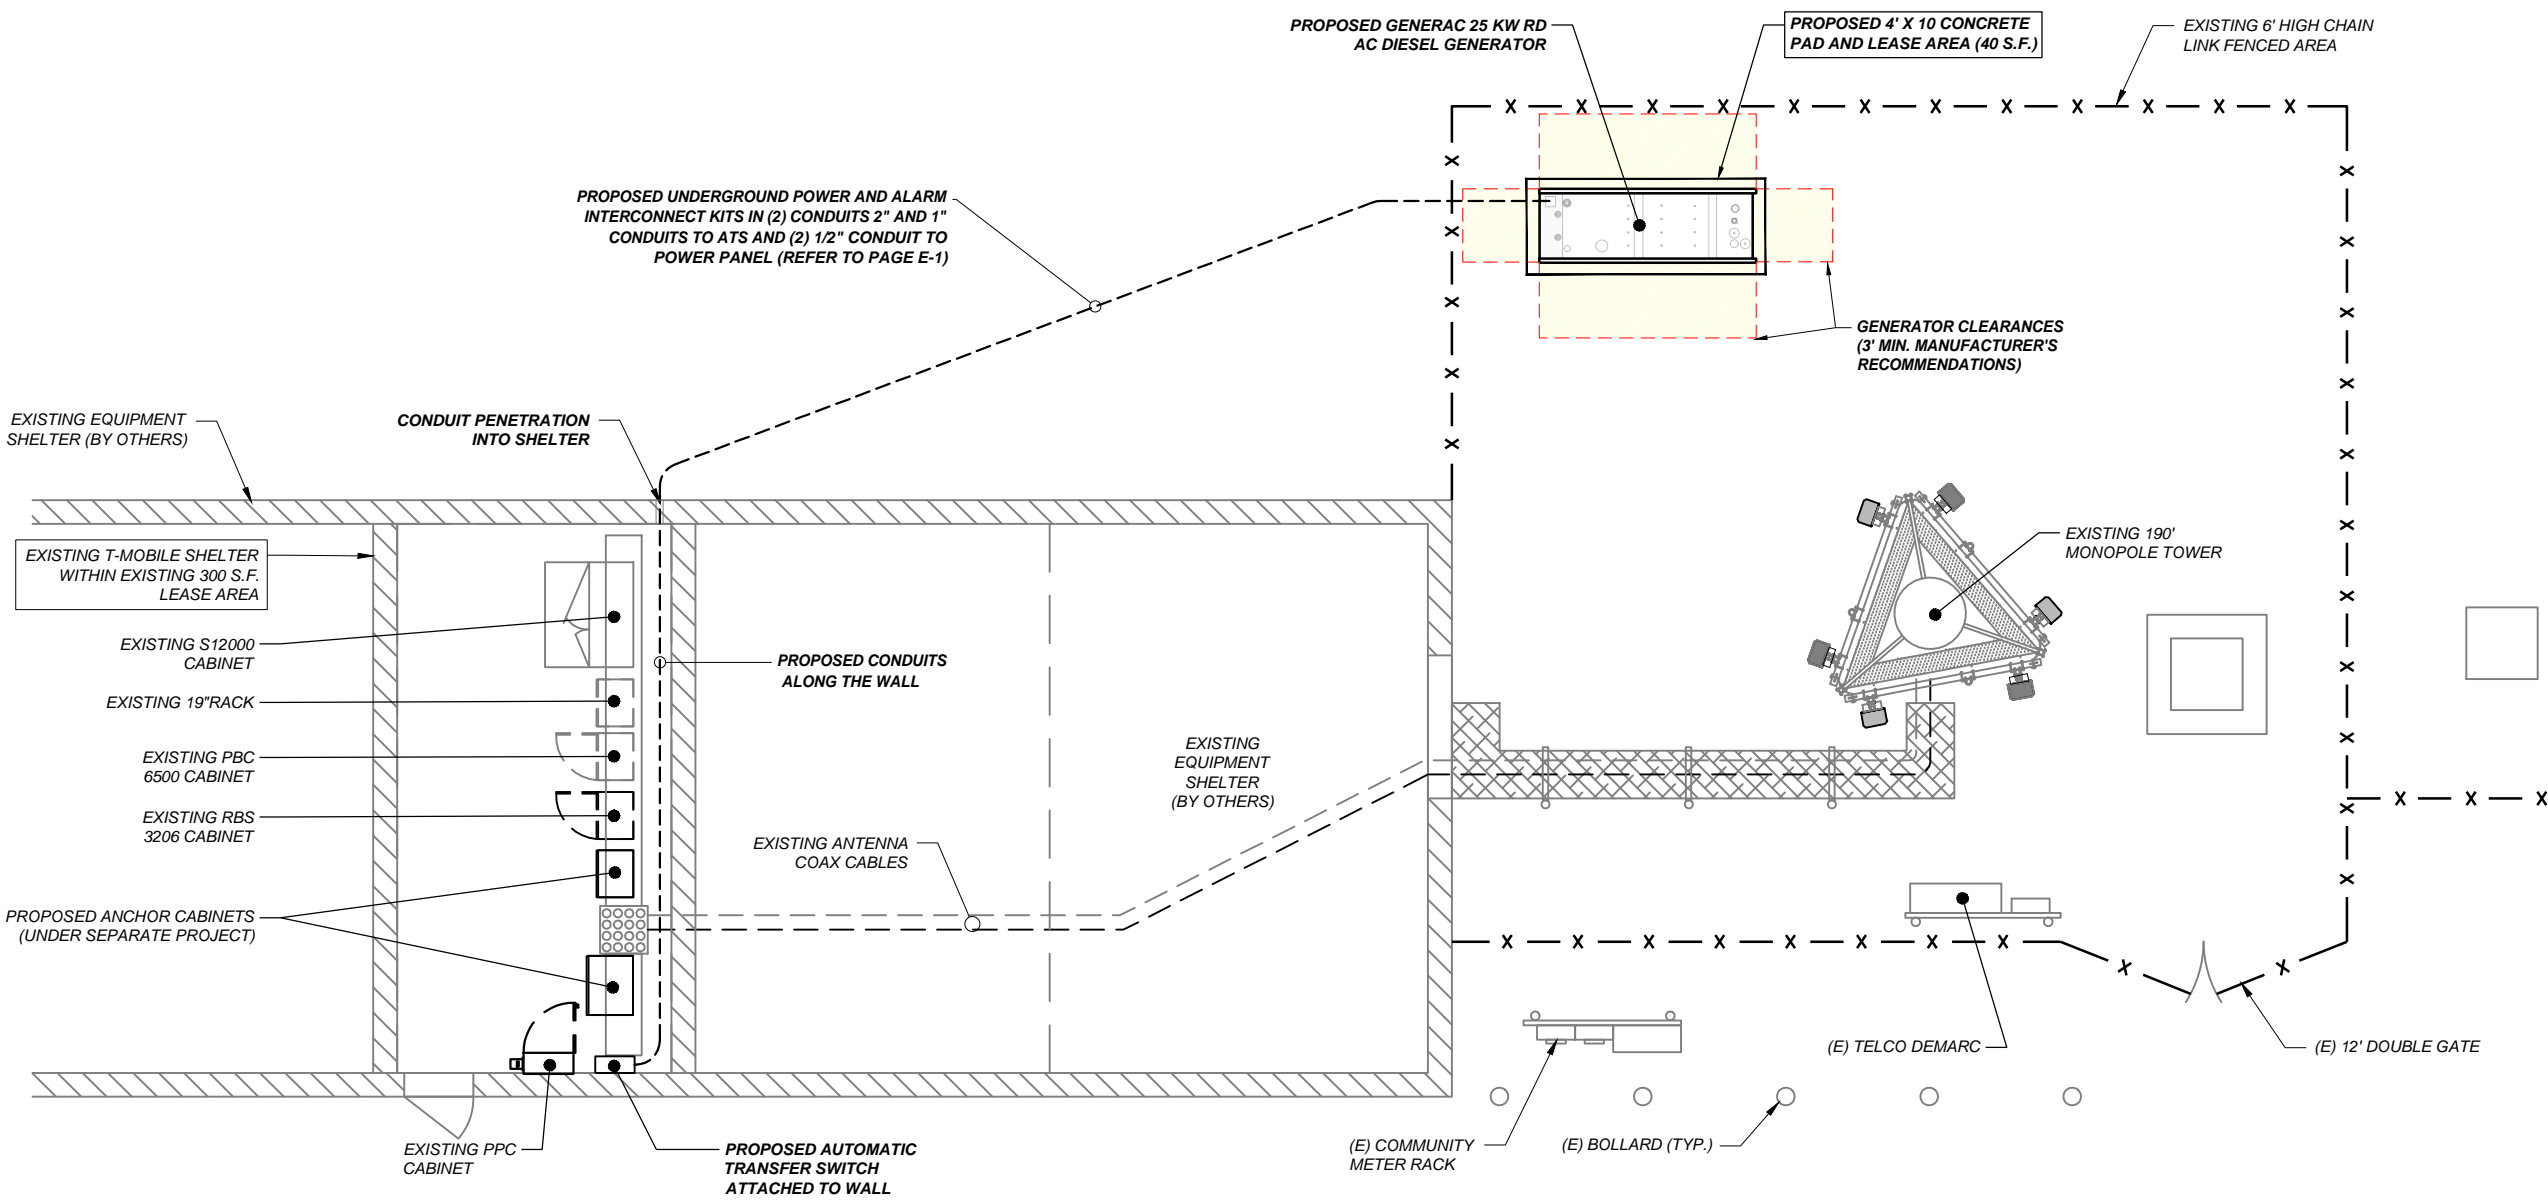 PROPOSED GENERAC 25 KW RD
AC DIESEL GENERATOR
PROPOSED 4' X 10 CONCRETE
PAD AND LEASE AREA (40 S.F.)
EXISTING 6' HIGH CHAIN
LINK FENCED AREA
PROPOSED UNDERGROUND POWER AND ALARM
INTERCONNECT KITS IN (2) CONDUITS 2" AND 1"
CONDUITS TO ATS AND (2) 1/2" CONDUIT TO
POWER PANEL (REFER TO PAGE E-1)
GENERATOR CLEARANCES
(3' MIN. MANUFACTURER'S
RECOMMENDATIONS)
EXISTING EQUIPMENT
SHELTER (BY OTHERS)
CONDUIT PENETRATION
INTO SHELTER
EXISTING T-MOBILE SHELTER
WITHIN EXISTING 300 S.F.
LEASE AREA
EXISTING 190'
MONOPOLE TOWER
EXISTING S12000
CABINET
PROPOSED CONDUITS
ALONG THE WALL
EXISTING 19"RACK
EXISTING PBC
6500 CABINET
EXISTING
EQUIPMENT
SHELTER
(BY OTHERS)
EXISTING RBS
3206 CABINET
EXISTING ANTENNA
COAX CABLES
PROPOSED ANCHOR CABINETS
(UNDER SEPARATE PROJECT)
(E) TELCO DEMARC
(E) 12' DOUBLE GATE
EXISTING PPC
CABINET
PROPOSED AUTOMATIC
TRANSFER SWITCH
ATTACHED TO WALL
(E) COMMUNITY
METER RACK
(E) BOLLARD (TYP.)